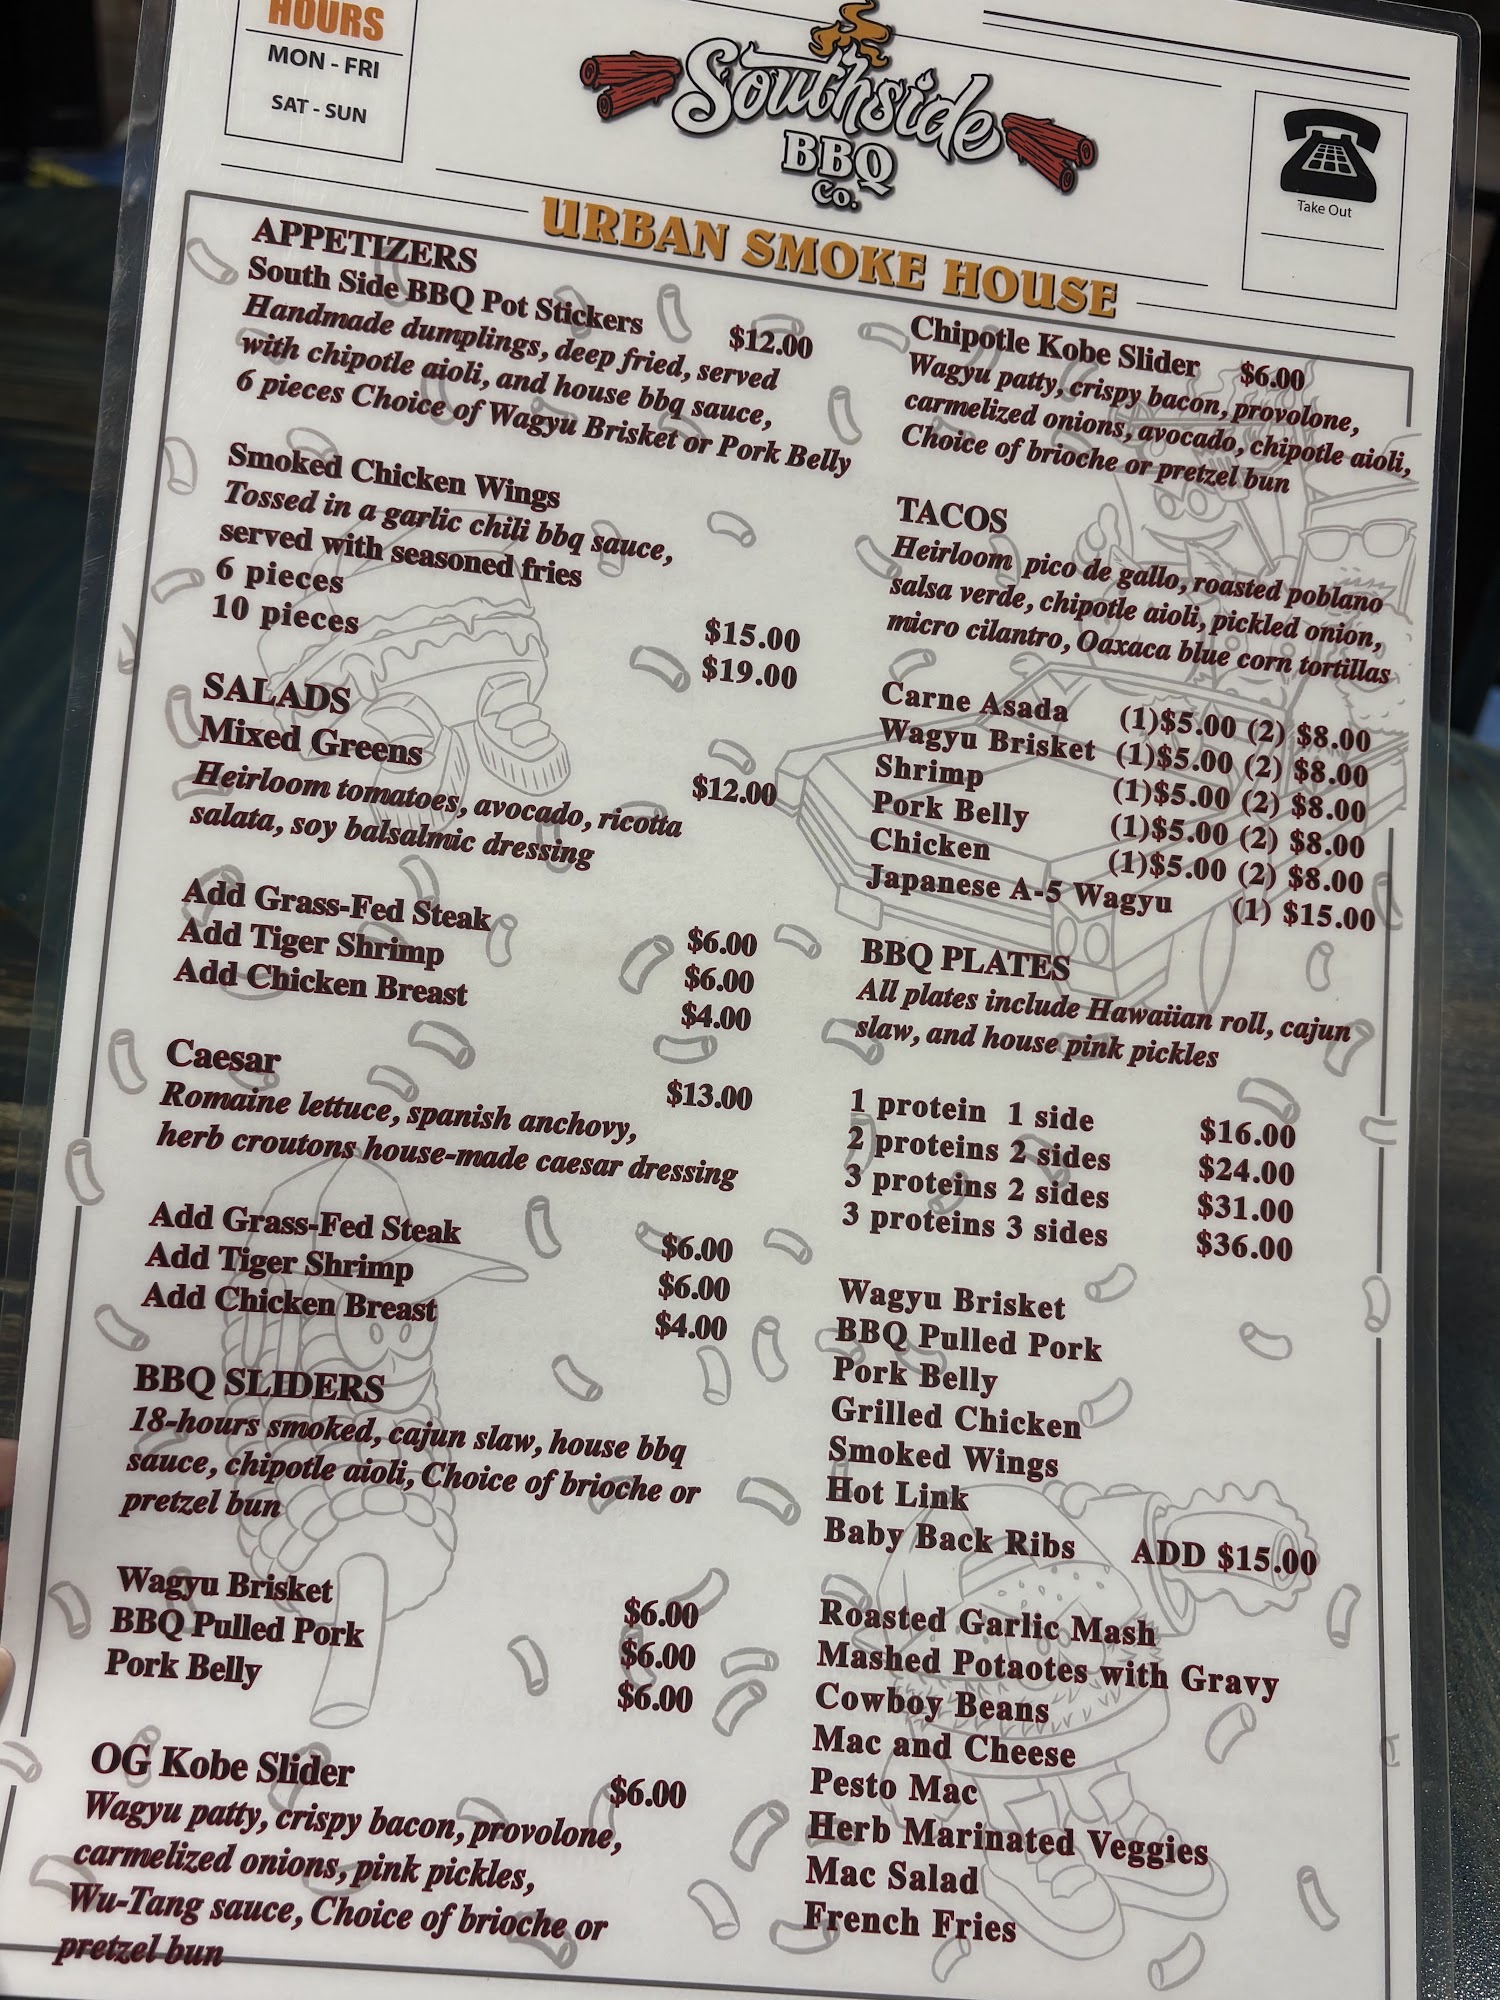 HOURS
MON - FRI
SAT - SUN
Southside
BBQ
Co.
Take Out
URBAN SMOKE HOUSE
APPETIZERS
South Side BBQ Pot Stickers $12.00
Handmade dumplings, deep fried, served
with chipotle aioli, and house bbq sauce,
6 pieces Choice of Wagyu Brisket or Pork Belly
Smoked Chicken Wings
Tossed in a garlic chili bbq sauce,
served with seasoned fries
6 pieces $15.00
10 pieces $19.00
SALADS
Mixed Greens $12.00
Heirloom tomatoes, avocado, ricotta
salata, soy balsalmic dressing
Add Grass-Fed Steak $6.00
Add Tiger Shrimp $6.00
Add Chicken Breast $4.00
Caesar $13.00
Romaine lettuce, spanish anchovy,
herb croutons house-made caesar dressing
Add Grass-Fed Steak $6.00
Add Tiger Shrimp $6.00
Add Chicken Breast $4.00
BBQ SLIDERS
18-hours smoked, cajun slaw, house bbq
sauce, chipotle aioli, Choice of brioche or
pretzel bun
Wagyu Brisket $6.00
BBQ Pulled Pork $6.00
Pork Belly $6.00
OG Kobe Slider $6.00
Wagyu patty, crispy bacon, provolone,
carmelized onions, pink pickles,
Wu-Tang sauce, Choice of brioche or
pretzel bun
Chipotle Kobe Slider $6.00
Wagyu patty, crispy bacon, provolone,
carmelized onions, avocado, chipotle aioli,
Choice of brioche or pretzel bun
TACOS
Heirloom pico de gallo, roasted poblano
salsa verde, chipotle aioli, pickled onion,
micro cilantro, Oaxaca blue corn tortillas
Carne Asada (1)$5.00 (2) $8.00
Wagyu Brisket (1)$5.00 (2) $8.00
Shrimp (1)$5.00 (2) $8.00
Pork Belly (1)$5.00 (2) $8.00
Chicken (1)$5.00 (2) $8.00
Japanese A-5 Wagyu (1) $15.00
BBQ PLATES
All plates include Hawaiian roll, cajun
slaw, and house pink pickles
1 protein 1 side $16.00
2 proteins 2 sides $24.00
3 proteins 2 sides $31.00
3 proteins 3 sides $36.00
Wagyu Brisket
BBQ Pulled Pork
Pork Belly
Grilled Chicken
Smoked Wings
Hot Link
Baby Back Ribs ADD $15.00
Roasted Garlic Mash
Mashed Potaotes with Gravy
Cowboy Beans
Mac and Cheese
Pesto Mac
Herb Marinated Veggies
Mac Salad
French Fries